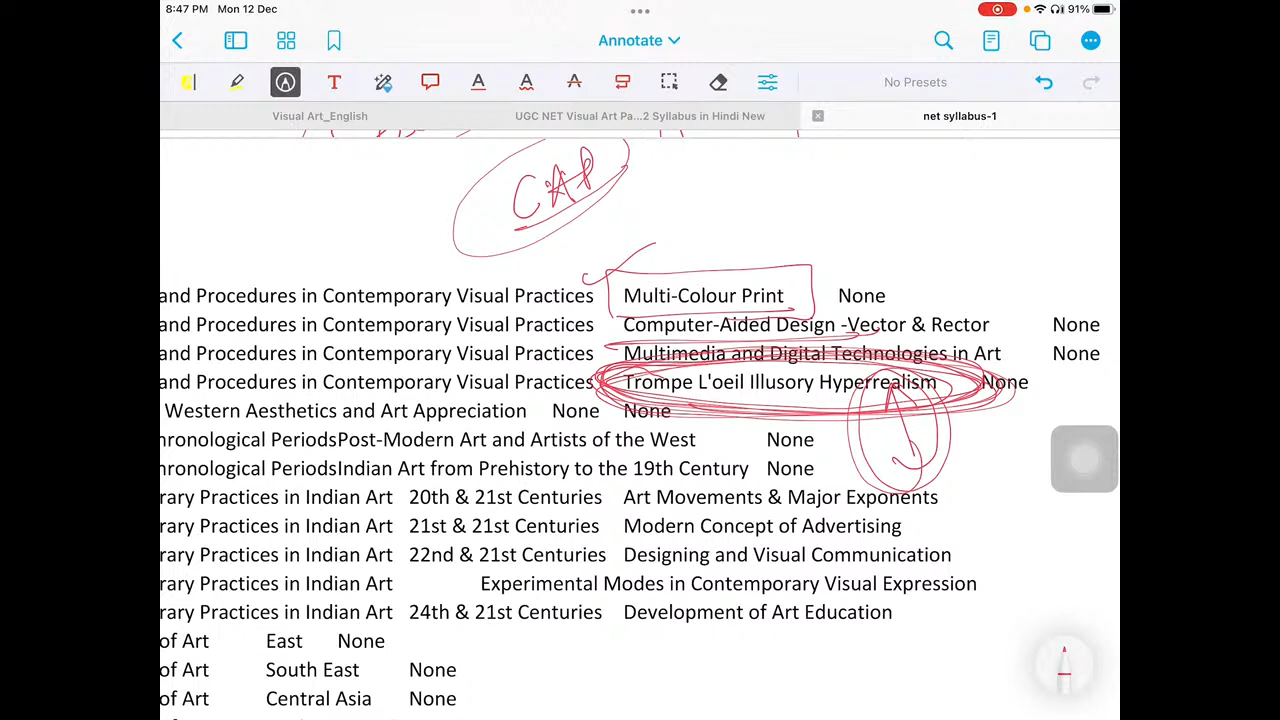 8:47 PM Mon 12 Dec
91%
Annotate
T
A
A
A
No Presets
Visual Art_English
UGC NET Visual Art Pa...2 Syllabus in Hindi New
net syllabus-1
CAP
and Procedures in Contemporary Visual Practices Multi-Colour Print None
and Procedures in Contemporary Visual Practices Computer-Aided Design -Vector & Rector None
and Procedures in Contemporary Visual Practices Multimedia and Digital Technologies in Art None
and Procedures in Contemporary Visual Practices Trompe L'oeil Illusory Hyperrealism None
Western Aesthetics and Art Appreciation None None
hronological PeriodsPost-Modern Art and Artists of the West None
hronological PeriodsIndian Art from Prehistory to the 19th Century None
rary Practices in Indian Art 20th & 21st Centuries Art Movements & Major Exponents
rary Practices in Indian Art 21st & 21st Centuries Modern Concept of Advertising
rary Practices in Indian Art 22nd & 21st Centuries Designing and Visual Communication
rary Practices in Indian Art Experimental Modes in Contemporary Visual Expression
rary Practices in Indian Art 24th & 21st Centuries Development of Art Education
of Art East None
of Art South East None
of Art Central Asia None